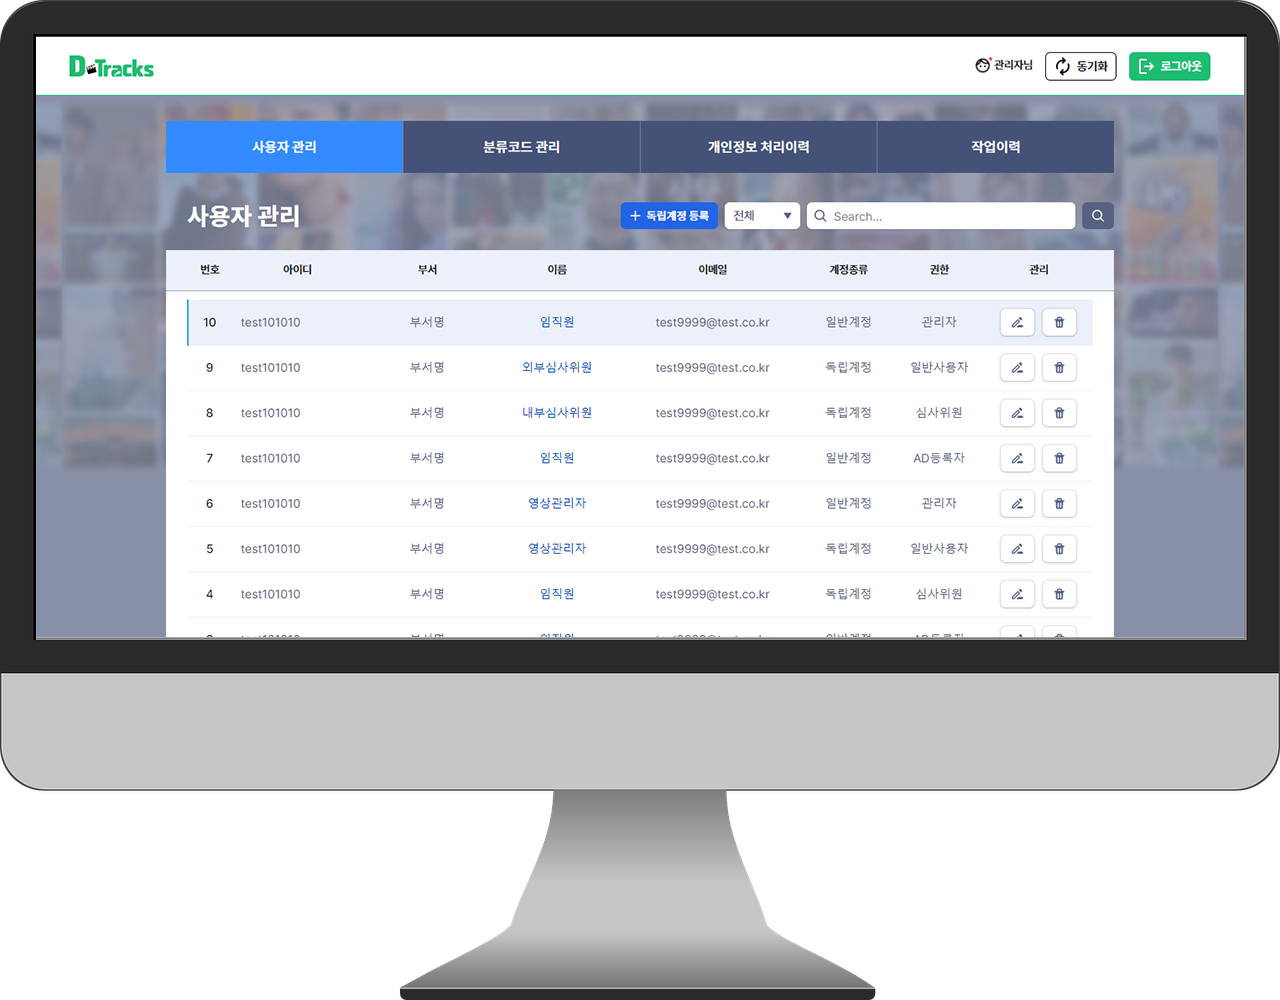 D Tracks
관리자님
동기화
로그아웃
사용자 관리 분류코드 관리 개인정보 처리이력 작업이력
사용자 관리
+ 독립계정 등록 전체 Search...
번호 아이디 부서 이름 이메일 계정종류 권한 관리
10 test101010 부서명 임직원 test9999@test.co.kr 일반계정 관리자
9 test101010 부서명 외부심사위원 test9999@test.co.kr 독립계정 일반사용자
8 test101010 부서명 내부심사위원 test9999@test.co.kr 독립계정 심사위원
7 test101010 부서명 임직원 test9999@test.co.kr 일반계정 AD등록자
6 test101010 부서명 영상관리자 test9999@test.co.kr 일반계정 관리자
5 test101010 부서명 영상관리자 test9999@test.co.kr 독립계정 일반사용자
4 test101010 부서명 임직원 test9999@test.co.kr 독립계정 심사위원